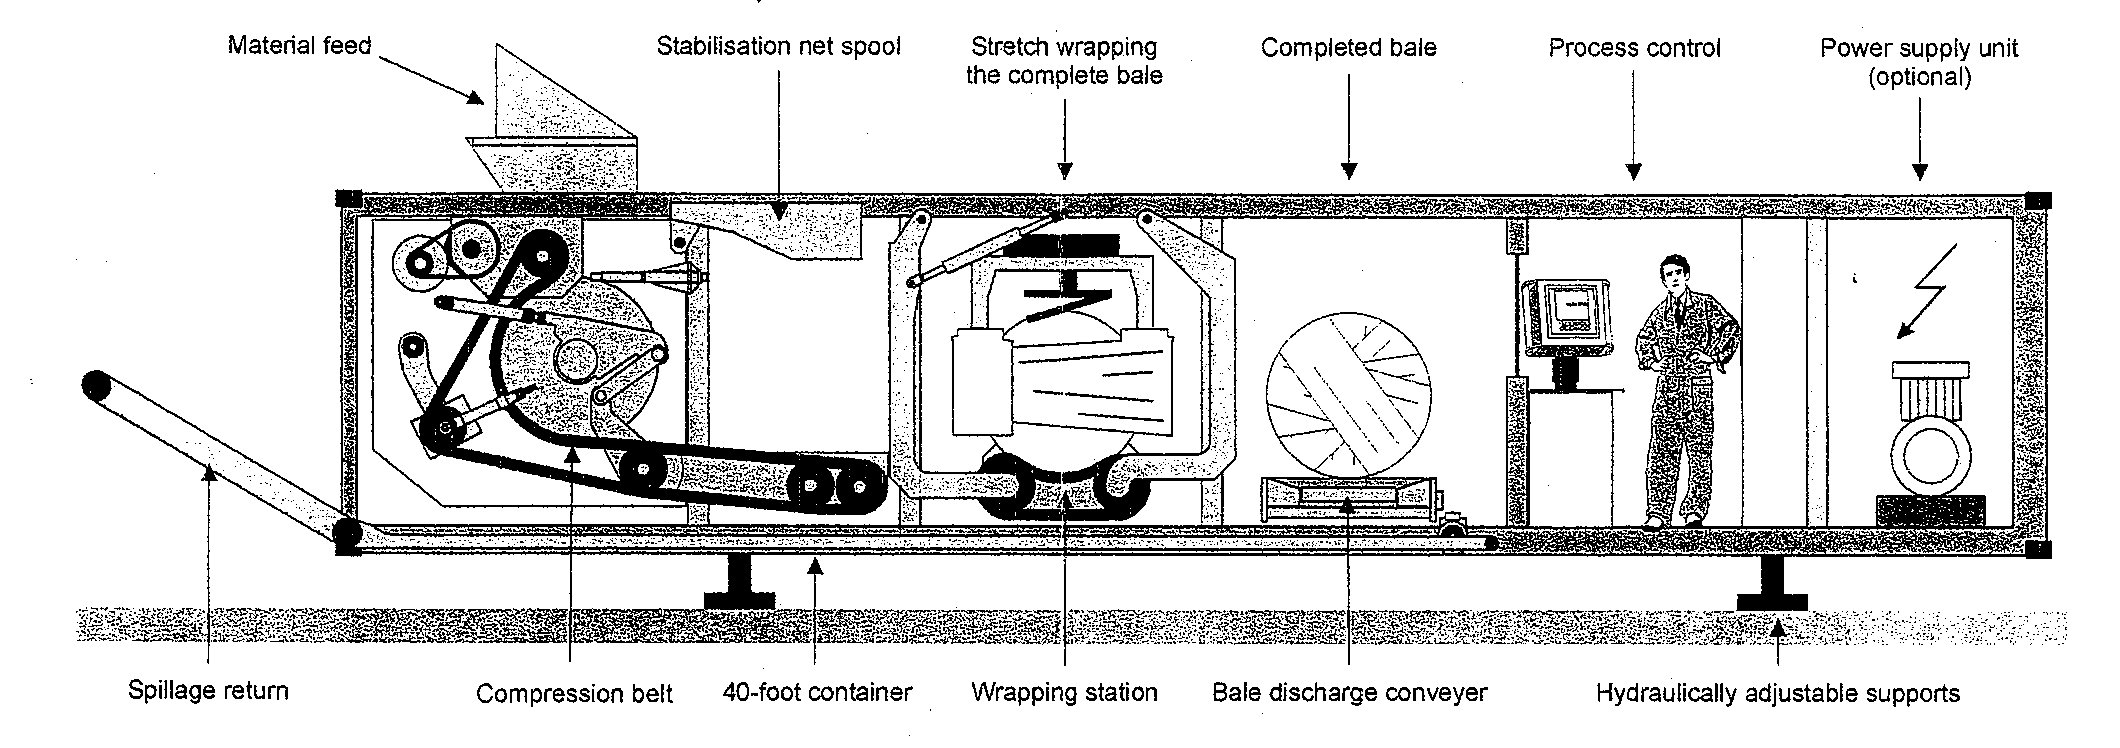 Material feed
Stabilisation net spool
Stretch wrapping
the complete bale
Completed bale
Process control
Power supply unit
(optional)
Spillage return
Compression belt
40-foot container
Wrapping station
Bale discharge conveyer
Hydraulically adjustable supports